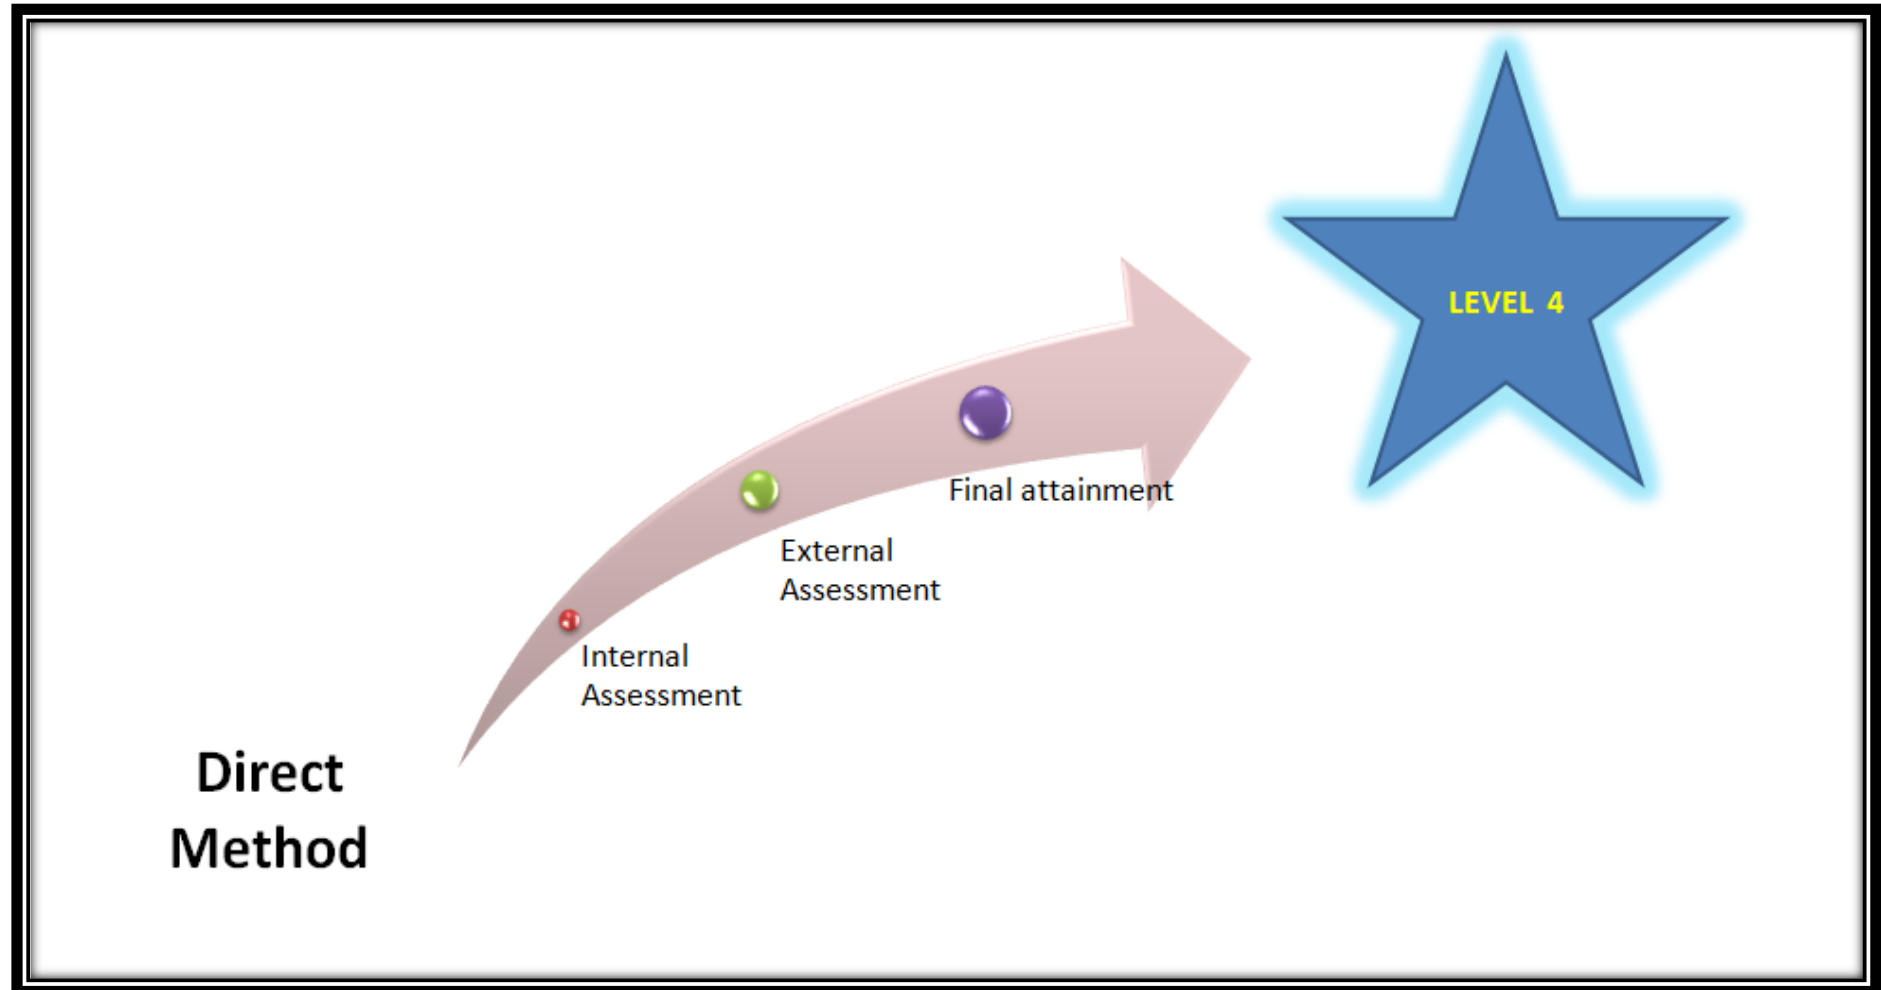 LEVEL 4
Final attainment
External
Assessment
Internal
Assessment
Direct
Method